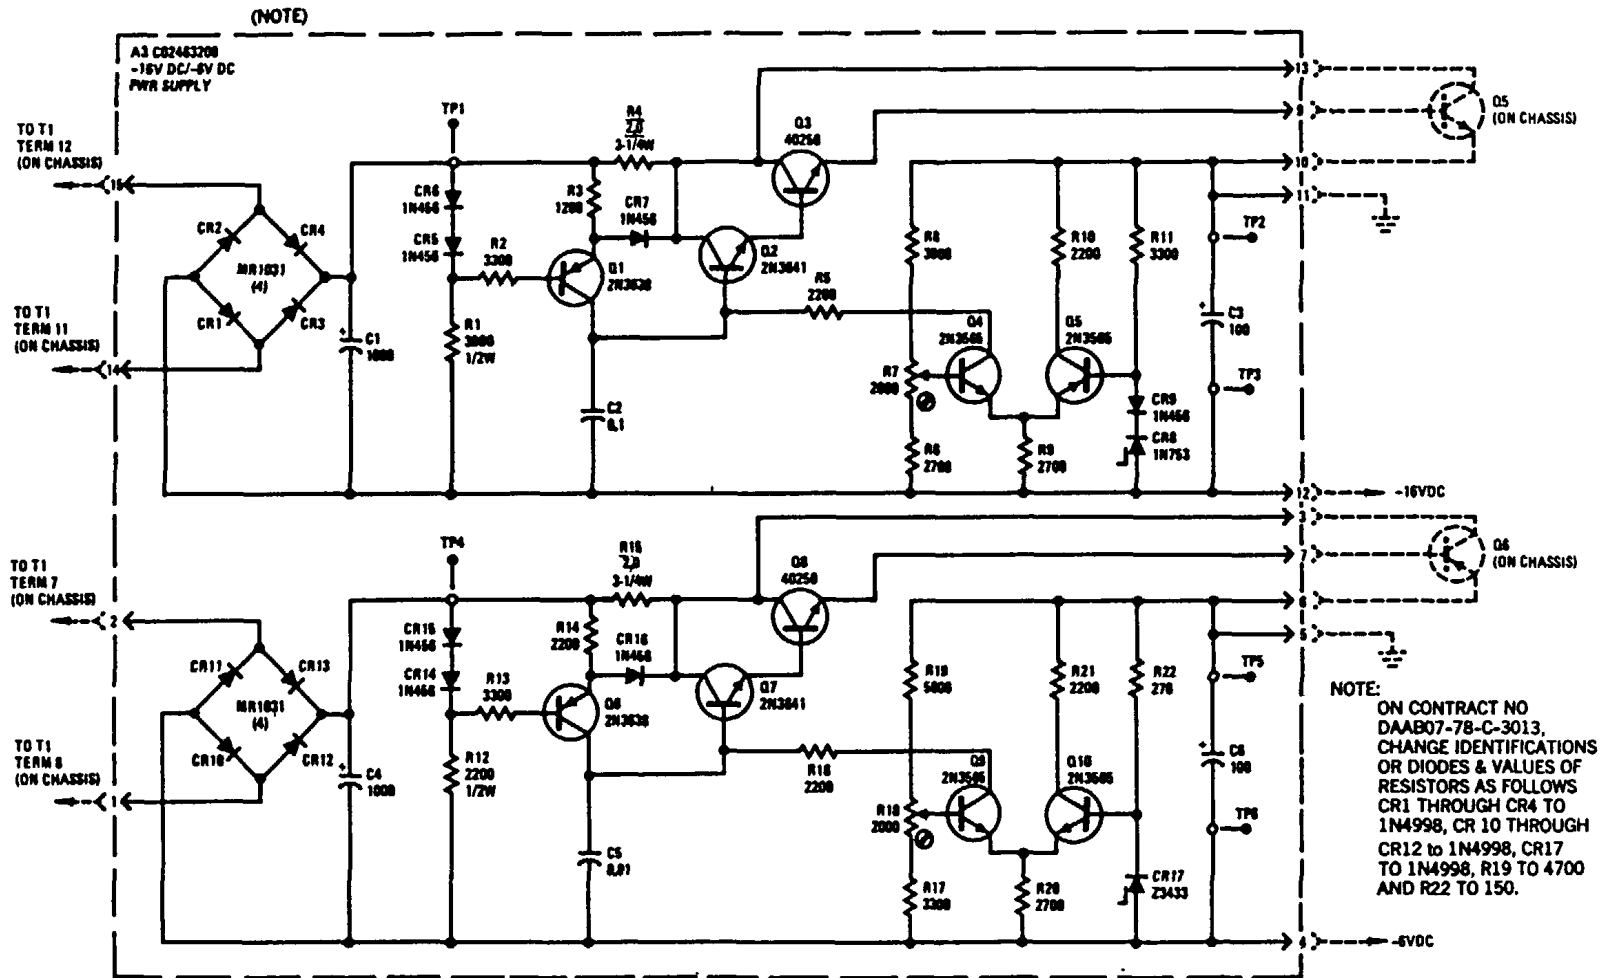 (NOTE)
A3 C02463200
-16V DC/-6V DC
PWR SUPPLY
TO T1
TERM 12
(ON CHASSIS)
15
TO T1
TERM 11
(ON CHASSIS)
14
CR2
CR4
MR1031
(4)
CR1
CR3
C1
1000
TP1
CR6
1N456
CR5
1N456
R1
3000
1/2W
R2
3300
R3
1200
R4
2.0
3-1/4W
CR7
1N456
Q1
2N3638
C2
0.1
Q2
2N3641
Q3
40250
R5
2200
R8
3000
R7
2000
R6
2700
Q4
2N3565
Q5
2N3565
R9
2700
R10
2200
R11
3300
CR9
1N456
CR8
1N753
C3
100
TP2
TP3
13
9
10
11
12
-16VDC
Q5
(ON CHASSIS)
TO T1
TERM 7
(ON CHASSIS)
2
TO T1
TERM 8
(ON CHASSIS)
1
CR11
CR13
MR1031
(4)
CR10
CR12
C4
1000
TP4
CR15
1N456
CR14
1N456
R12
2200
1/2W
R13
3300
R14
2200
R15
2.0
3-1/4W
CR16
1N456
Q6
2N3638
C5
0.01
Q7
2N3641
Q8
40250
R16
2200
R19
5600
R18
2000
R17
3300
Q9
2N3565
Q10
2N3565
R20
2700
R21
2200
R22
270
CR17
Z3433
C6
100
TP5
TP6
3
7
6
5
4
-6VDC
Q6
(ON CHASSIS)
NOTE:
ON CONTRACT NO
DAAB07-78-C-3013,
CHANGE IDENTIFICATIONS
OR DIODES & VALUES OF
RESISTORS AS FOLLOWS
CR1 THROUGH CR4 TO
1N4998, CR 10 THROUGH
CR12 to 1N4998, CR17
TO 1N4998, R19 TO 4700
AND R22 TO 150.